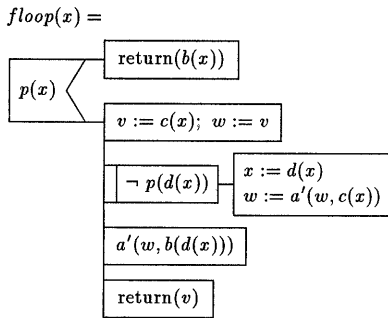 floop(x) =
return(b(x))
p(x)
v := c(x); w := v
¬ p(d(x))
x := d(x)
w := a′(w, c(x))
a′(w, b(d(x)))
return(v)